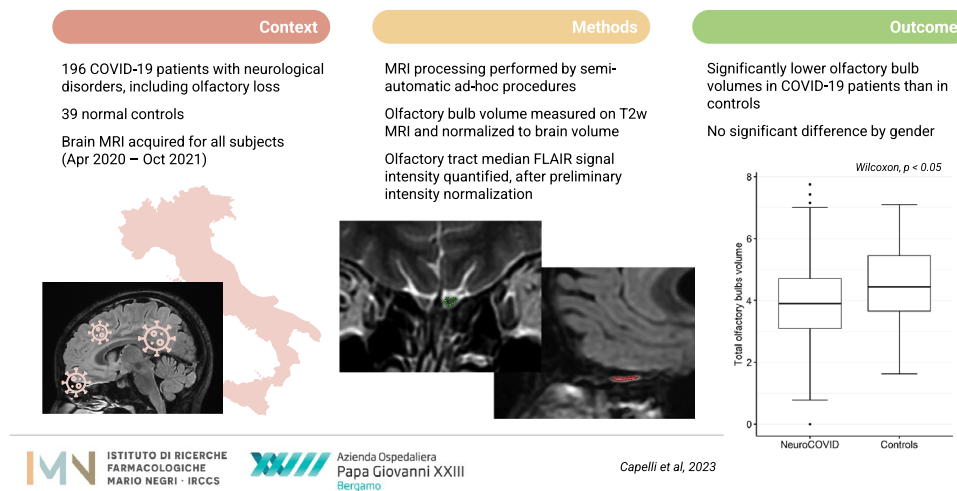 Context
196 COVID-19 patients with neurological
disorders, including olfactory loss
39 normal controls
Brain MRI acquired for all subjects
(Apr 2020 – Oct 2021)
Methods
MRI processing performed by semi-
automatic ad-hoc procedures
Olfactory bulb volume measured on T2w
MRI and normalized to brain volume
Olfactory tract median FLAIR signal
intensity quantified, after preliminary
intensity normalization
Outcome
Significantly lower olfactory bulb
volumes in COVID-19 patients than in
controls
No significant difference by gender
Wilcoxon, p < 0.05
Total olfactory bulbs volume
8
6
4
2
0
NeuroCOVID Controls
IMN
ISTITUTO DI RICERCHE
FARMACOLOGICHE
MARIO NEGRI · IRCCS
Azienda Ospedaliera
Papa Giovanni XXIII
Bergamo
Capelli et al, 2023